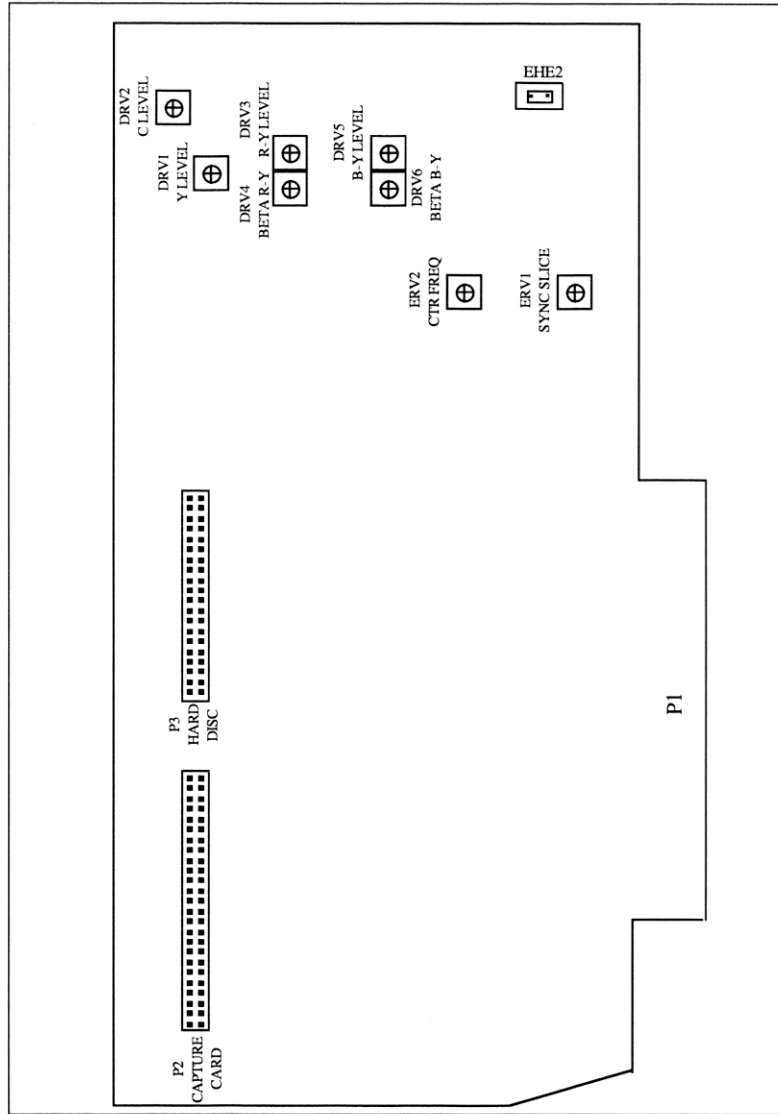 EHE2
DRV2
C LEVEL
DRV1
Y LEVEL
DRV3
R-Y LEVEL
DRV4
BETA R-Y
DRV5
B-Y LEVEL
DRV6
BETA B-Y
ERV2
CTR FREQ
ERV1
SYNC SLICE
P3
HARD
DISC
P1
P2
CAPTURE
CARD